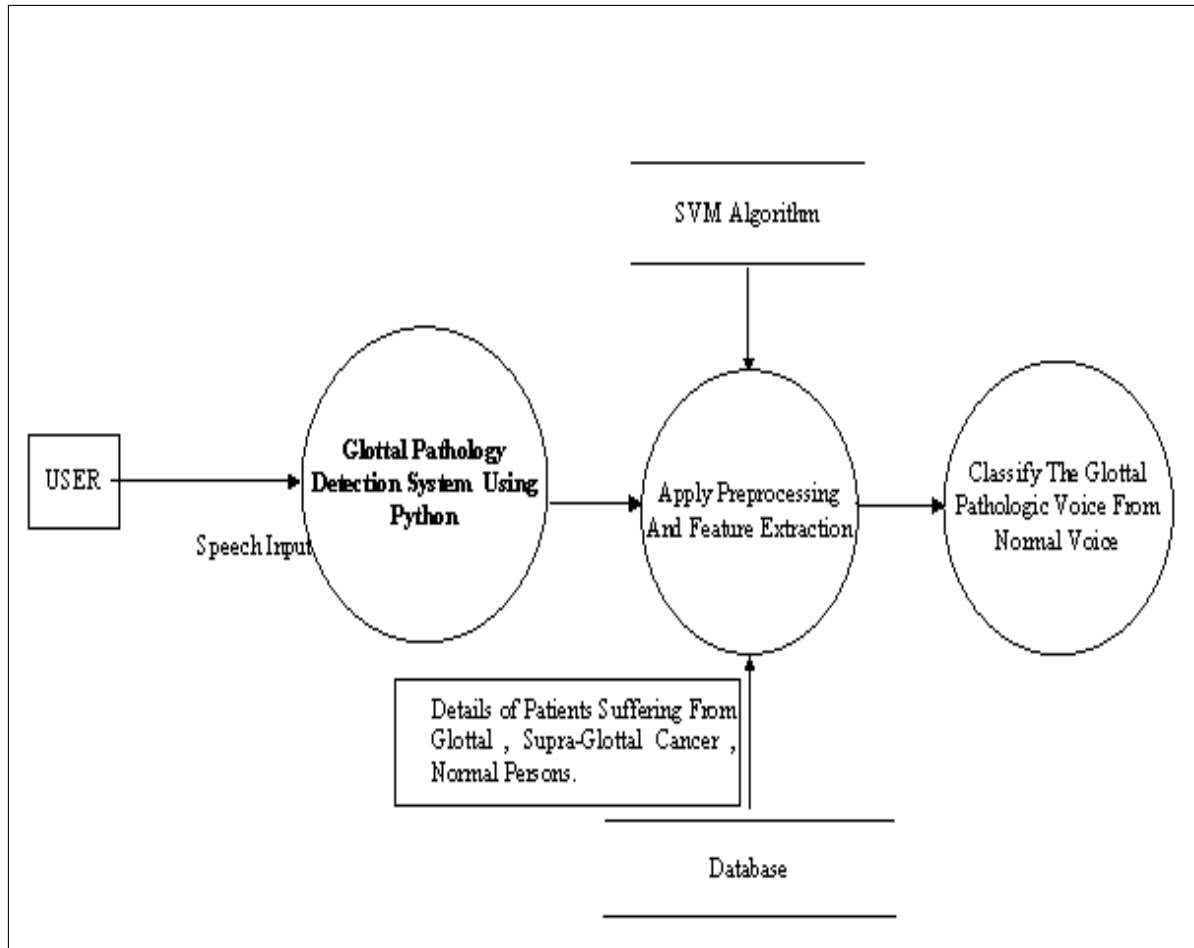 SVM Algorithm
USER
Speech Input
Glottal Pathology
Detection System Using
Python
Apply Preprocessing
And Feature Extraction
Classify The Glottal
Pathologic Voice From
Normal Voice
Details of Patients Suffering From
Glottal , Supra-Glottal Cancer ,
Normal Persons.
Database